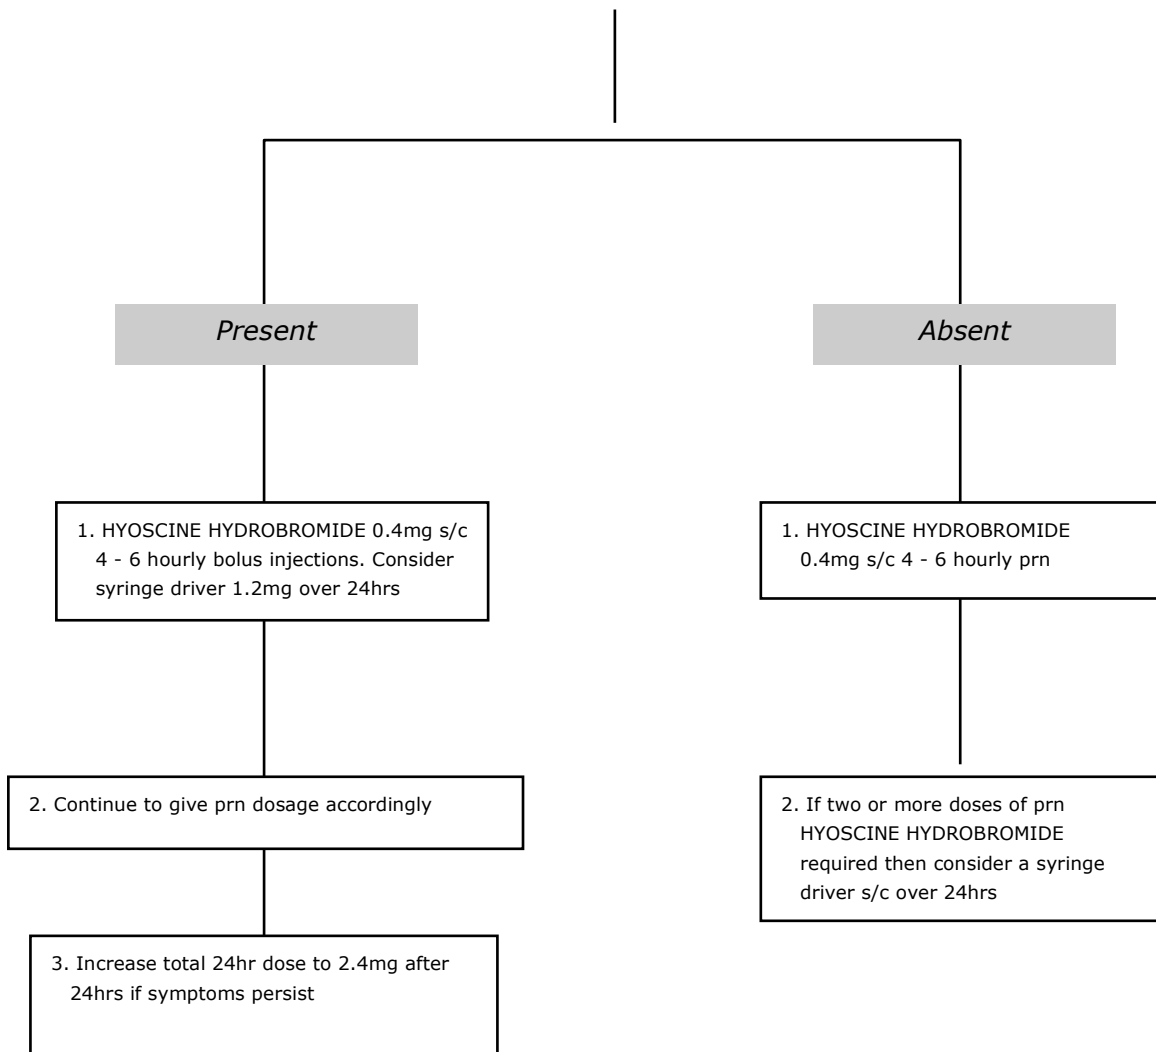 Present
1. HYOSCINE HYDROBROMIDE 0.4mg s/c
4 - 6 hourly bolus injections. Consider
syringe driver 1.2mg over 24hrs
2. Continue to give prn dosage accordingly
3. Increase total 24hr dose to 2.4mg after
24hrs if symptoms persist
Absent
1. HYOSCINE HYDROBROMIDE
0.4mg s/c 4 - 6 hourly prn
2. If two or more doses of prn
HYOSCINE HYDROBROMIDE
required then consider a syringe
driver s/c over 24hrs